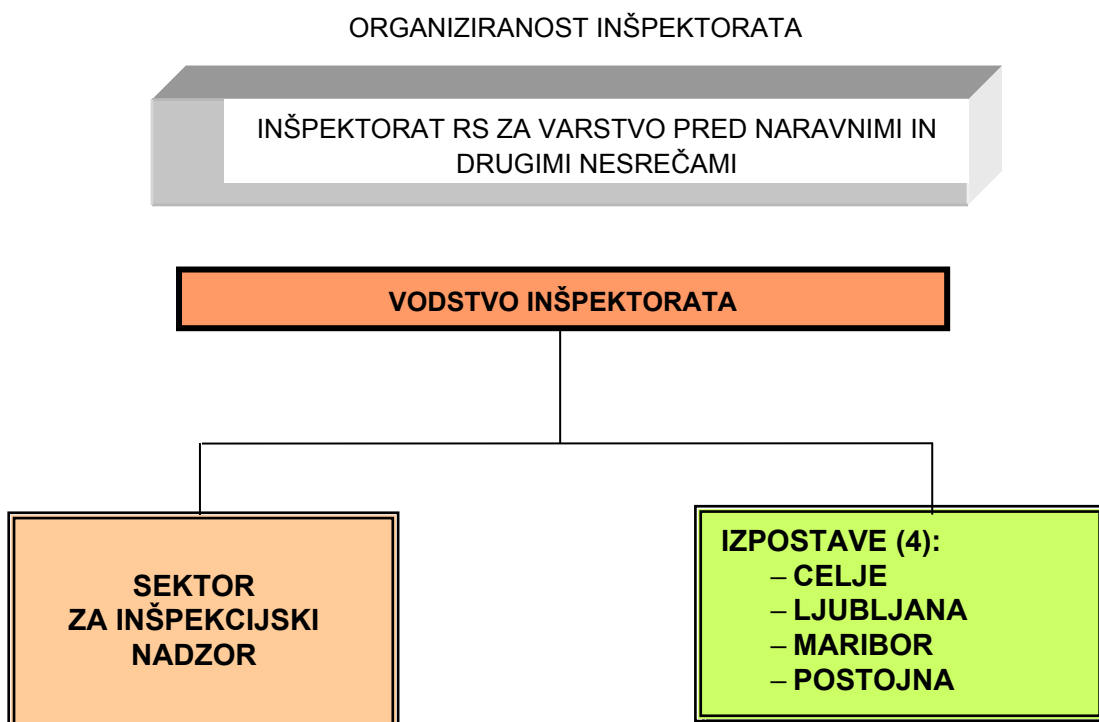 ORGANIZIRANOST INŠPEKTORATA
INŠPEKTORAT RS ZA VARSTVO PRED NARAVNIMI IN
DRUGIMI NESREČAMI
VODSTVO INŠPEKTORATA
SEKTOR
ZA INŠPEKCIJSKI
NADZOR
IZPOSTAVE (4):
– CELJE
– LJUBLJANA
– MARIBOR
– POSTOJNA